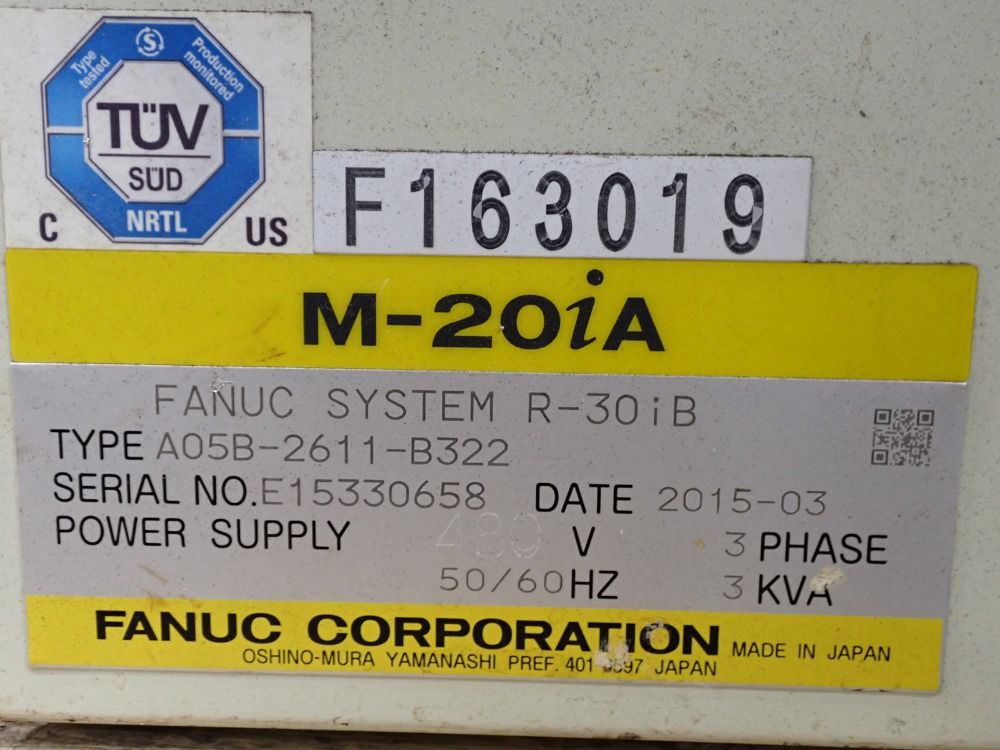 Type tested
Production monitored
TÜV
SÜD
NRTL
C US
F163019
M-20iA
FANUC SYSTEM R-30iB
TYPE A05B-2611-B322
SERIAL NO. E15330658 DATE 2015-03
POWER SUPPLY 480 V 3 PHASE
50/60 HZ 3 KVA
FANUC CORPORATION MADE IN JAPAN
OSHINO-MURA YAMANASHI PREF. JAPAN